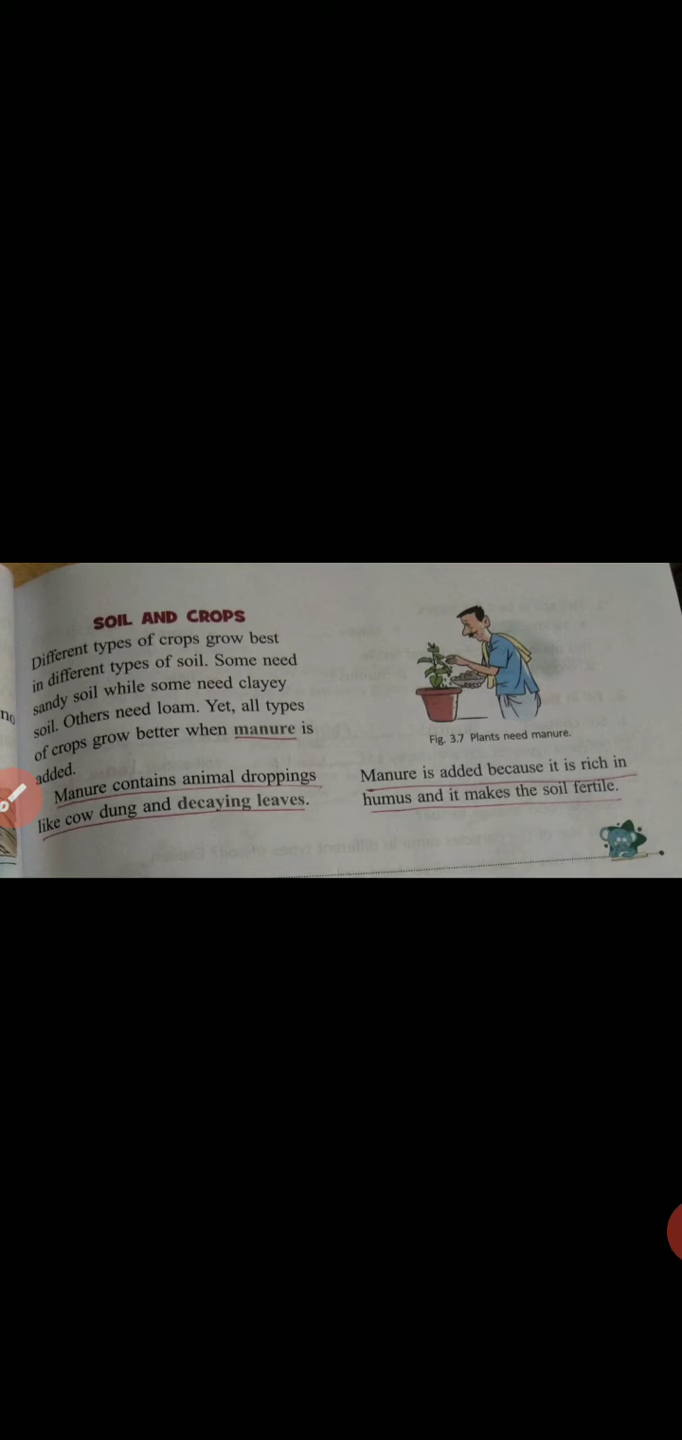 SOIL AND CROPS
Different types of crops grow best
in different types of soil. Some need
sandy soil while some need clayey
soil. Others need loam. Yet, all types
of crops grow better when manure is
added.
Manure contains animal droppings
like cow dung and decaying leaves.
no
Fig. 3.7 Plants need manure.
Manure is added because it is rich in
humus and it makes the soil fertile.